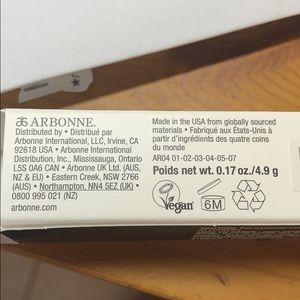 ARBONNE.
Distributed by • Distribué par
Arbonne International, LLC, Irvine, CA
92618 USA • Arbonne International
Distribution, Inc., Mississauga, Ontario
L5S 0A6 CAN • Arbonne UK Ltd. (AUS,
NZ & EU) • Eastern Creek, NSW 2766
(AUS) • Northampton, NN4 5EZ (UK) •
0800 995 021 (NZ)
arbonne.com
Made in the USA from globally sourced
materials • Fabriqué aux États-Unis à
partir d'ingrédients des quatre coins
du monde
AR04 01-02-03-04-05-07
Poids net wt. 0.17 oz./4.9 g
Vegan
6M